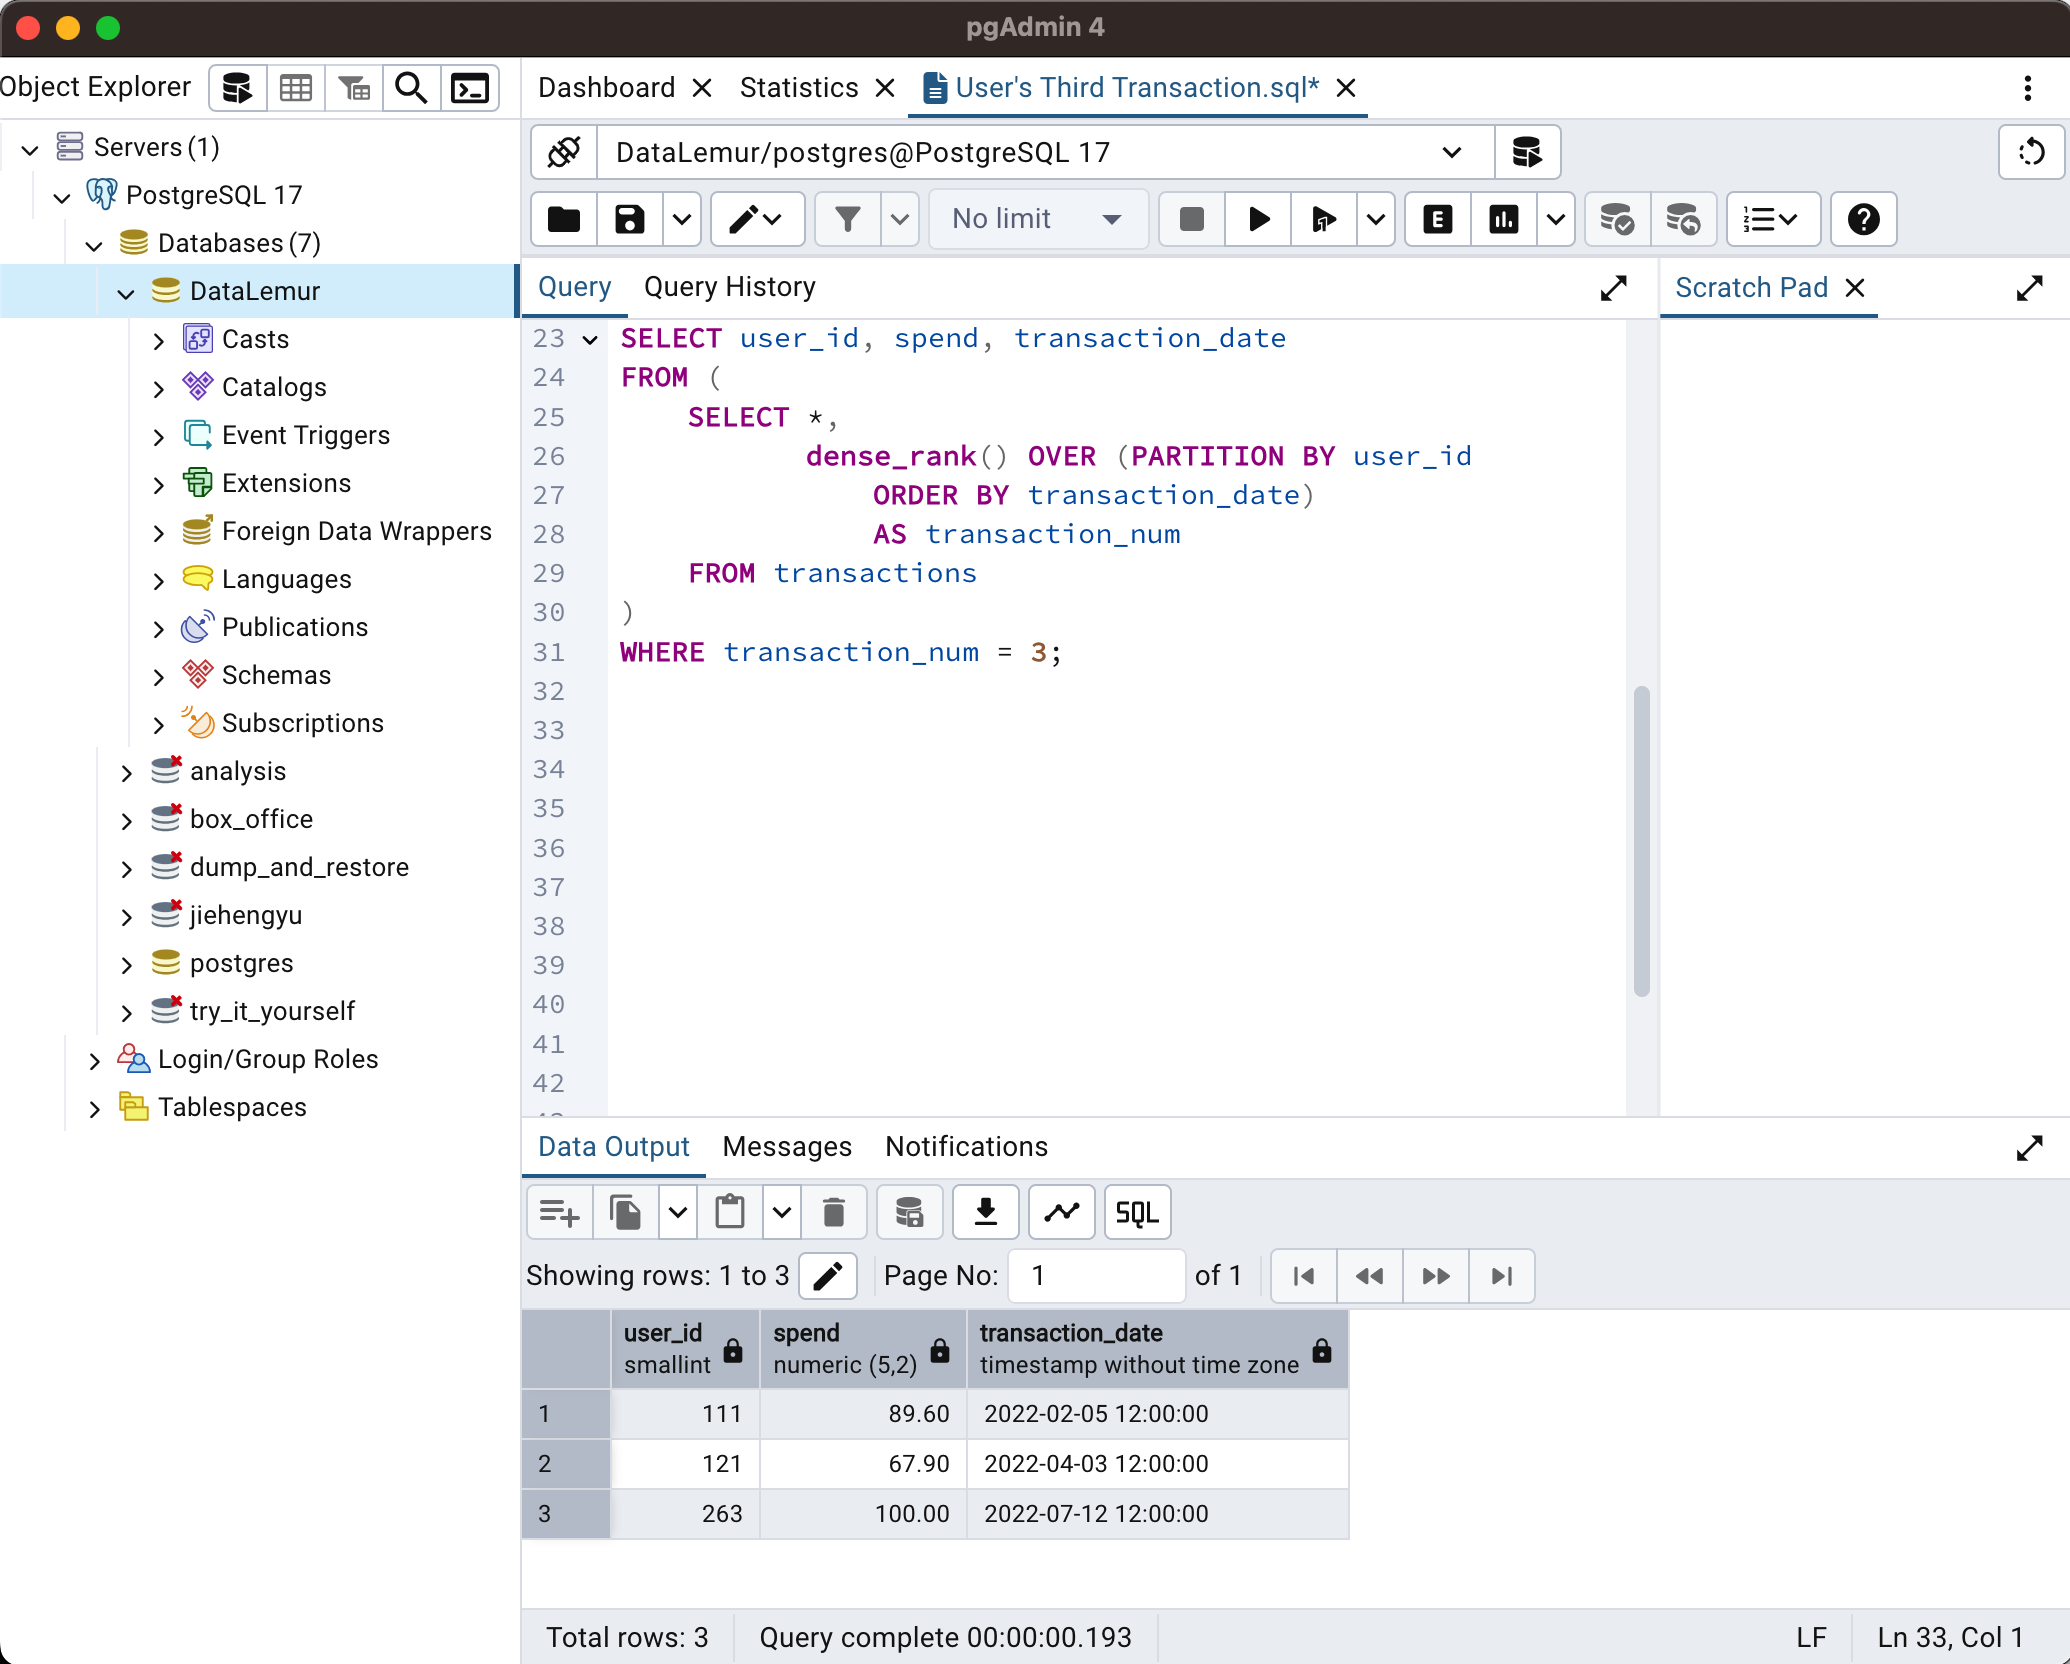 pgAdmin 4
Object Explorer
Servers (1)
PostgreSQL 17
Databases (7)
DataLemur
Casts
Catalogs
Event Triggers
Extensions
Foreign Data Wrappers
Languages
Publications
Schemas
Subscriptions
analysis
box_office
dump_and_restore
jiehengyu
postgres
try_it_yourself
Login/Group Roles
Tablespaces
Dashboard Statistics User's Third Transaction.sql*
DataLemur/postgres@PostgreSQL 17
No limit E
Query Query History Scratch Pad
23 SELECT user_id, spend, transaction_date
24 FROM (
25 SELECT *,
26 dense_rank() OVER (PARTITION BY user_id
27 ORDER BY transaction_date)
28 AS transaction_num
29 FROM transactions
30 )
31 WHERE transaction_num = 3;
32
33
34
35
36
37
38
39
40
41
42
Data Output Messages Notifications
SQL
Showing rows: 1 to 3 Page No: 1 of 1
user_id spend transaction_date
smallint numeric (5,2) timestamp without time zone
1 111 89.60 2022-02-05 12:00:00
2 121 67.90 2022-04-03 12:00:00
3 263 100.00 2022-07-12 12:00:00
Total rows: 3 Query complete 00:00:00.193 LF Ln 33, Col 1